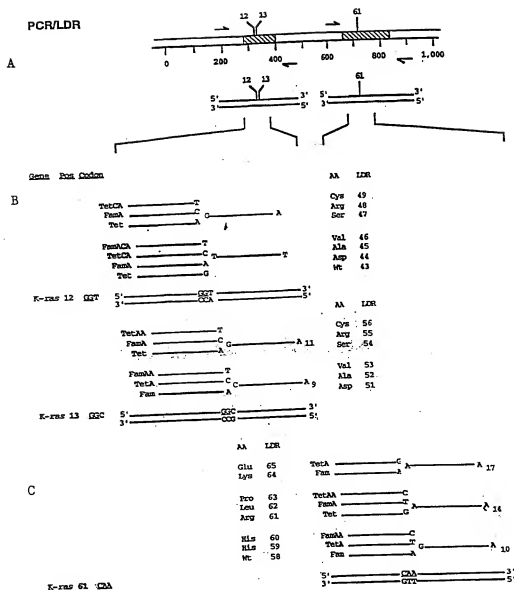 PCR/LDR
12 13 61
A
0 200 400 600 800 1,000
12 13 61
5' 3' 5' 3'
3' 5' 3' 5'
Gene Pos Codon
B
AA LDR
TetCA T Cys 49
FamA C G A Arg 48
Tet A Ser 47
FamACA T Val 46
TetCA C T T Ala 45
FamA A Asp 44
Tet G Wt 43
K-ras 12 GGT 5' GGT 3'
3' CCA 5'
AA LDR
TetAA T Cys 56
FamA C G A 11 Arg 55
Tet A Ser 54
FamAA T Val 53
TetA C C A 9 Ala 52
Fam A Asp 51
K-ras 13 GGC 5' GGC 3'
3' CCG 5'
AA LDR
C
Glu 65 TetA G A A 17
Lys 64 Fam A
Pro 63 TetAA C
Leu 62 FamA T A A 14
Arg 61 Tet G
His 60 FamAA C
His 59 TetA T G A 10
Wt 58 Fam A
K-ras 61 CAA 5' CAA 3'
3' GTT 5'